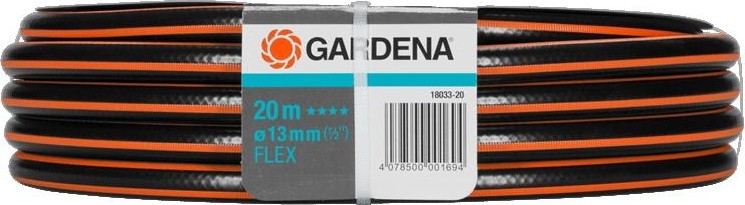 GARDENA
20 m ****
ø 13 mm (½")
FLEX
18033-20
4 078500 001694